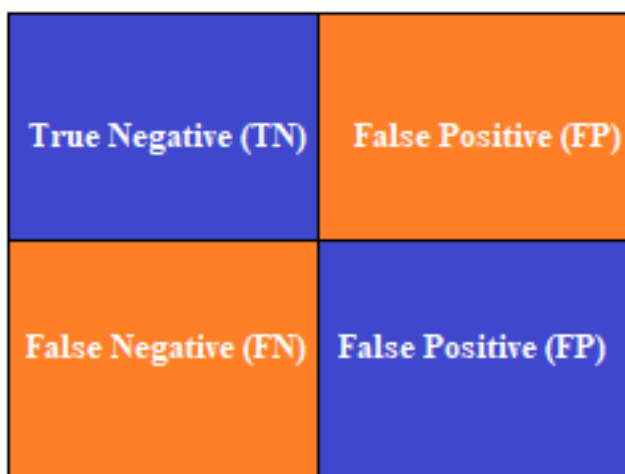 True Negative (TN)
False Positive (FP)
False Negative (FN)
False Positive (FP)